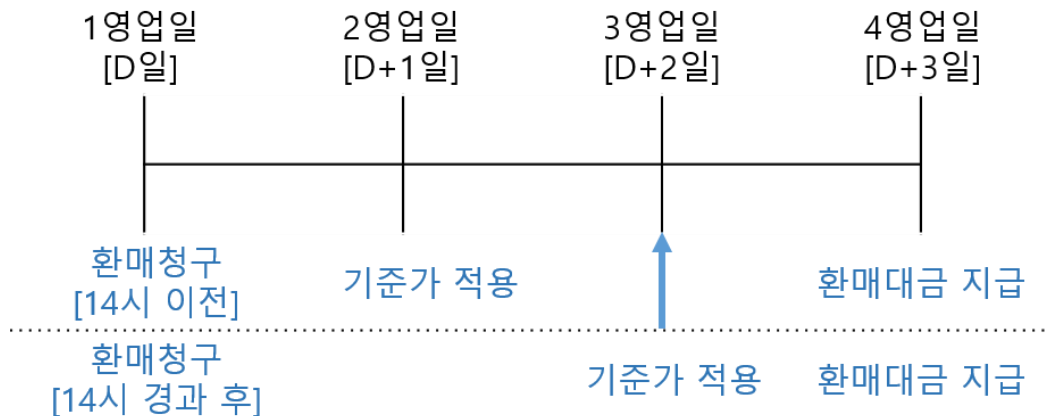 1영업일 2영업일 3영업일 4영업일
[D일] [D+1일] [D+2일] [D+3일]
환매청구
[14시 이전]
기준가 적용
환매대금 지급
환매청구
[14시 경과 후]
기준가 적용
환매대금 지급